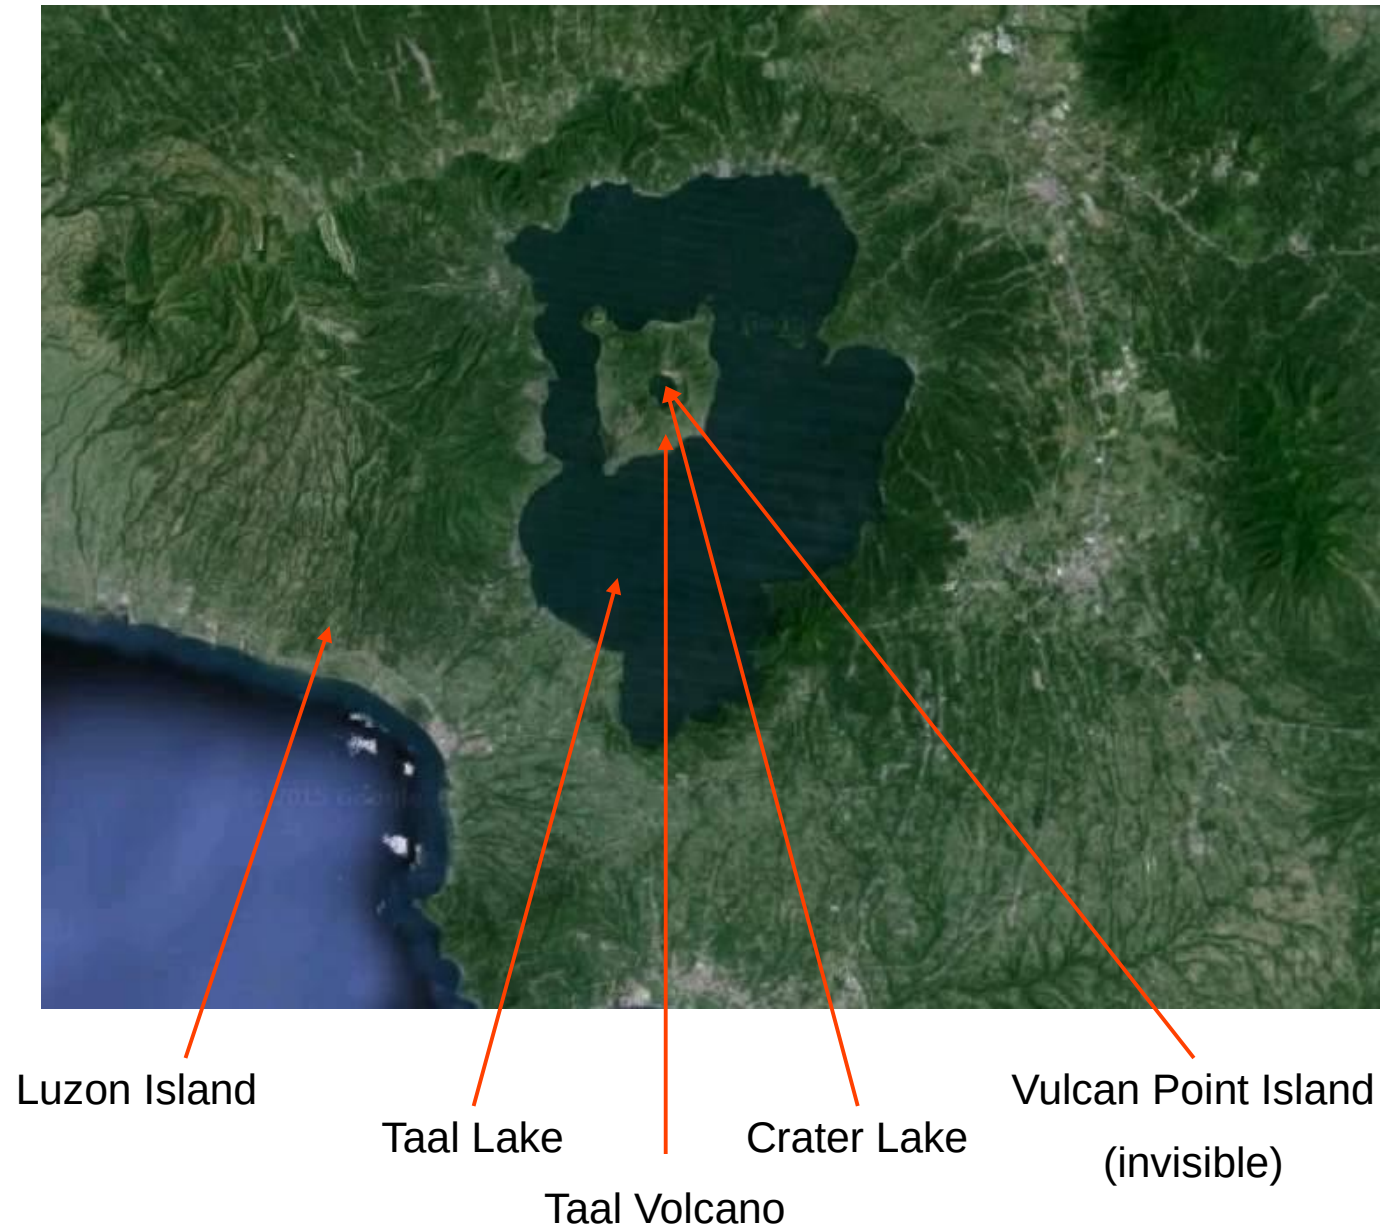 Luzon Island
Taal Lake
Taal Volcano
Crater Lake
Vulcan Point Island
(invisible)